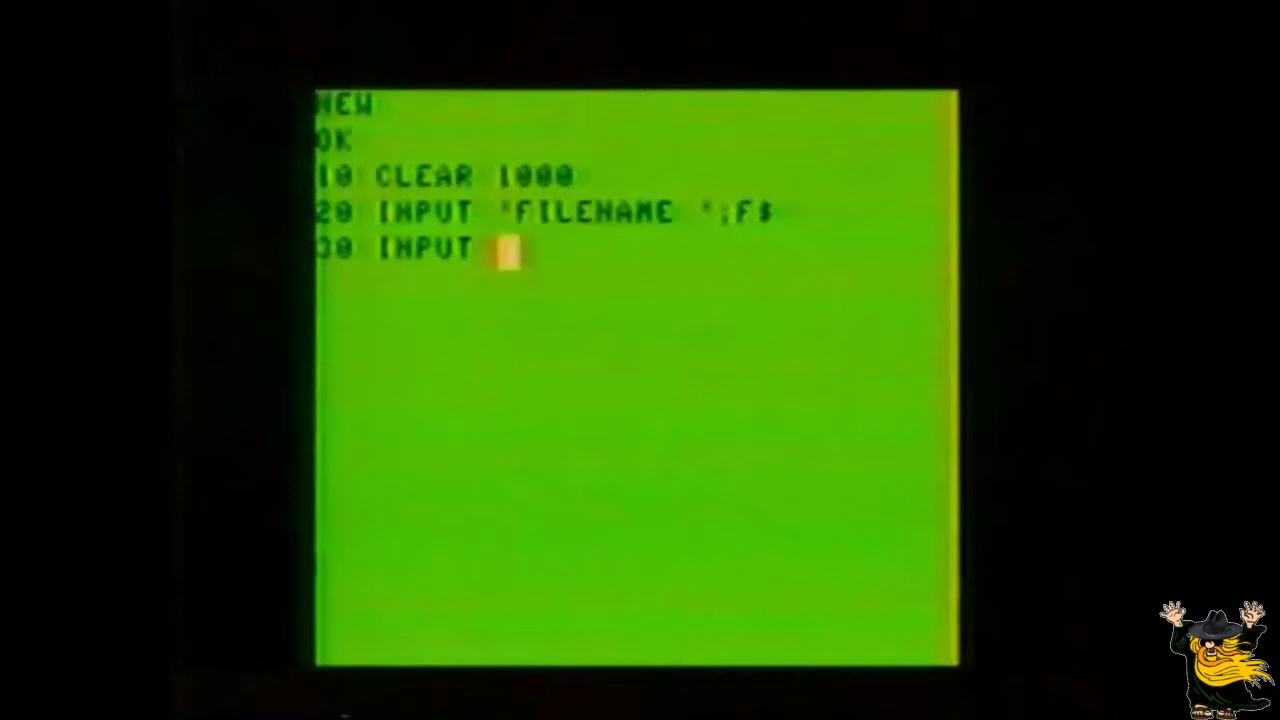 NEW
OK
10 CLEAR 1000
20 INPUT "FILENAME ";F$
30 INPUT